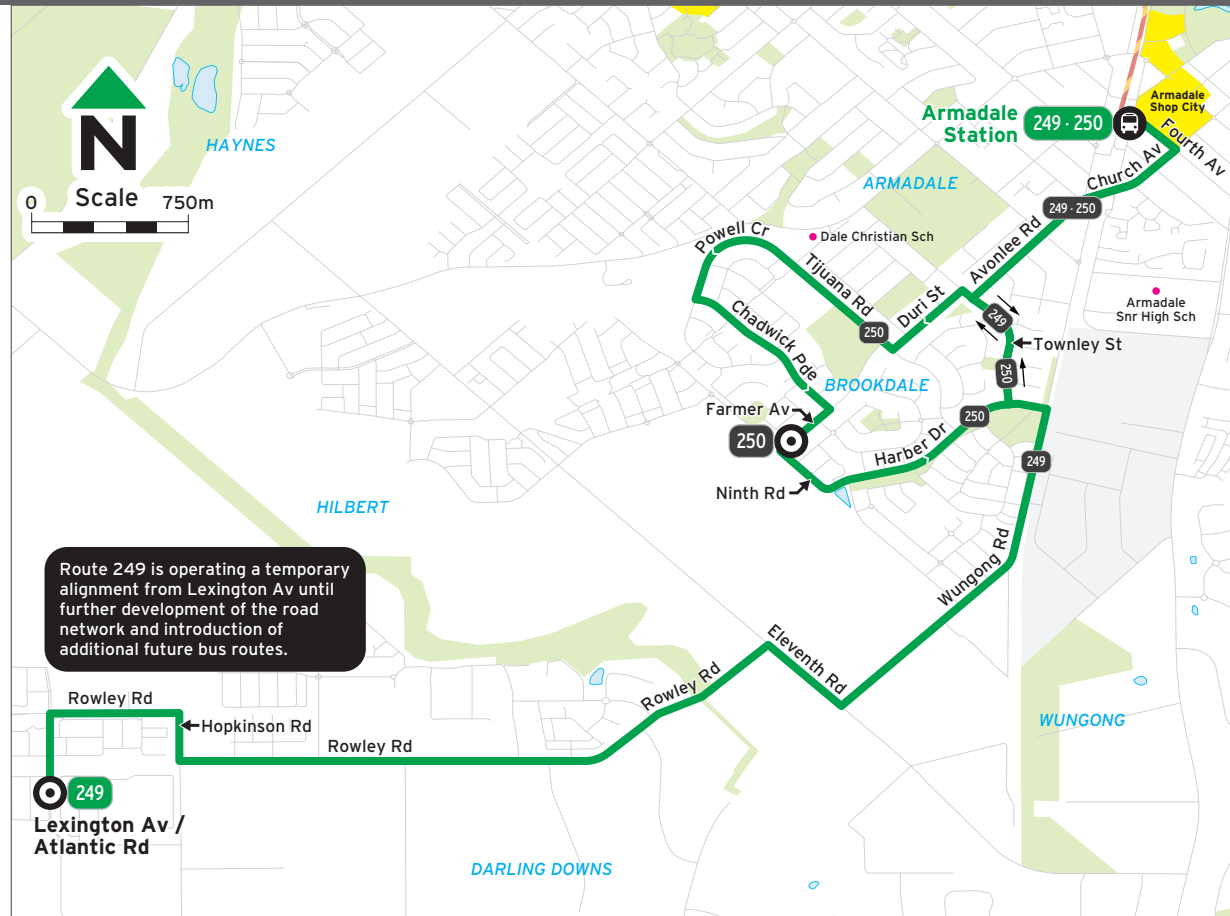 Armadale
Shop City
Armadale
Station
249 · 250
Fourth Av
Church Av
HAYNES
N
Scale
0 750m
ARMADALE
249 · 250
Powell Cr
Dale Christian Sch
Avonlee Rd
Tijuana Rd
Duri St
Armadale
Snr High Sch
Chadwick Pde
250
249
Townley St
BROOKDALE
250
Farmer Av
250
250
Harber Dr
249
Ninth Rd
HILBERT
Wungong Rd
Route 249 is operating a temporary
alignment from Lexington Av until
further development of the road
network and introduction of
additional future bus routes.
Eleventh Rd
Rowley Rd
Rowley Rd
Hopkinson Rd
Rowley Rd
WUNGONG
249
Lexington Av /
Atlantic Rd
DARLING DOWNS